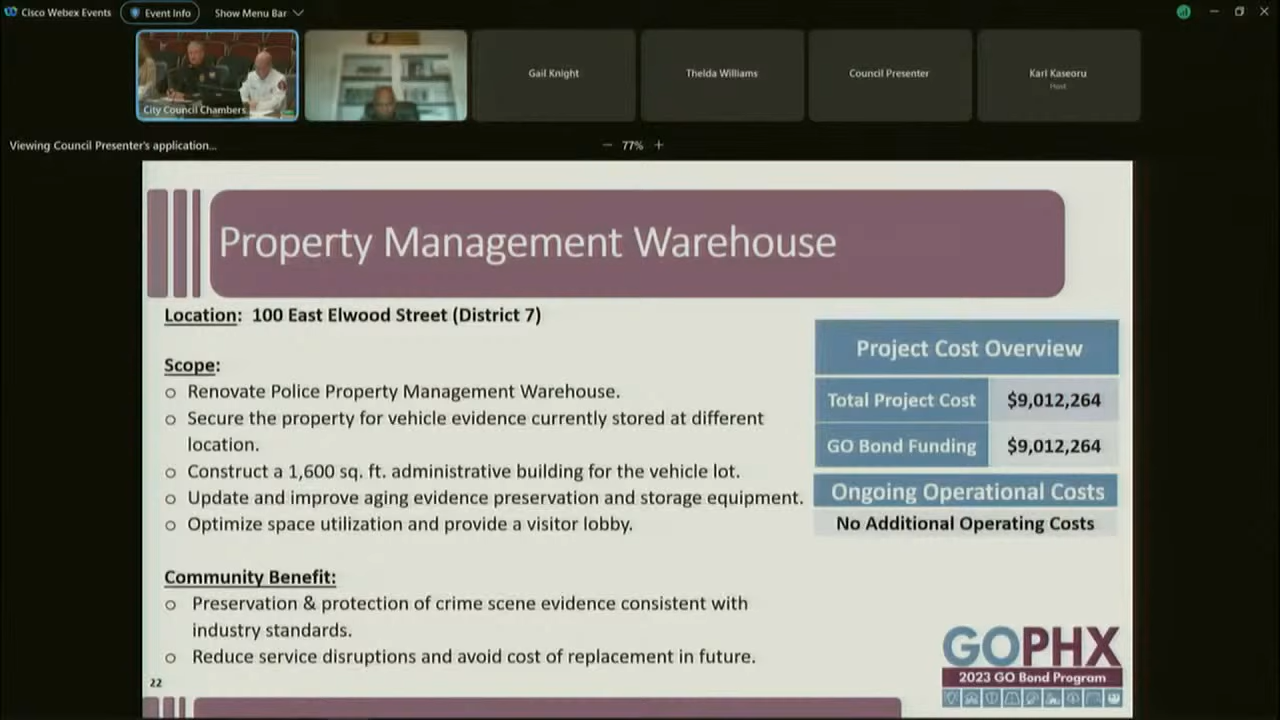 Cisco Webex Events
Event Info
Show Menu Bar
City Council Chambers
Gail Knight
Thelda Williams
Council Presenter
Karl Kaseoru
Host
Viewing Council Presenter's application...
77%
Property Management Warehouse
Location: 100 East Elwood Street (District 7)
Scope:
o Renovate Police Property Management Warehouse.
o Secure the property for vehicle evidence currently stored at different
location.
o Construct a 1,600 sq. ft. administrative building for the vehicle lot.
o Update and improve aging evidence preservation and storage equipment.
o Optimize space utilization and provide a visitor lobby.
Community Benefit:
o Preservation & protection of crime scene evidence consistent with
industry standards.
o Reduce service disruptions and avoid cost of replacement in future.
Project Cost Overview
Total Project Cost $9,012,264
GO Bond Funding $9,012,264
Ongoing Operational Costs
No Additional Operating Costs
22
GOPHX
2023 GO Bond Program